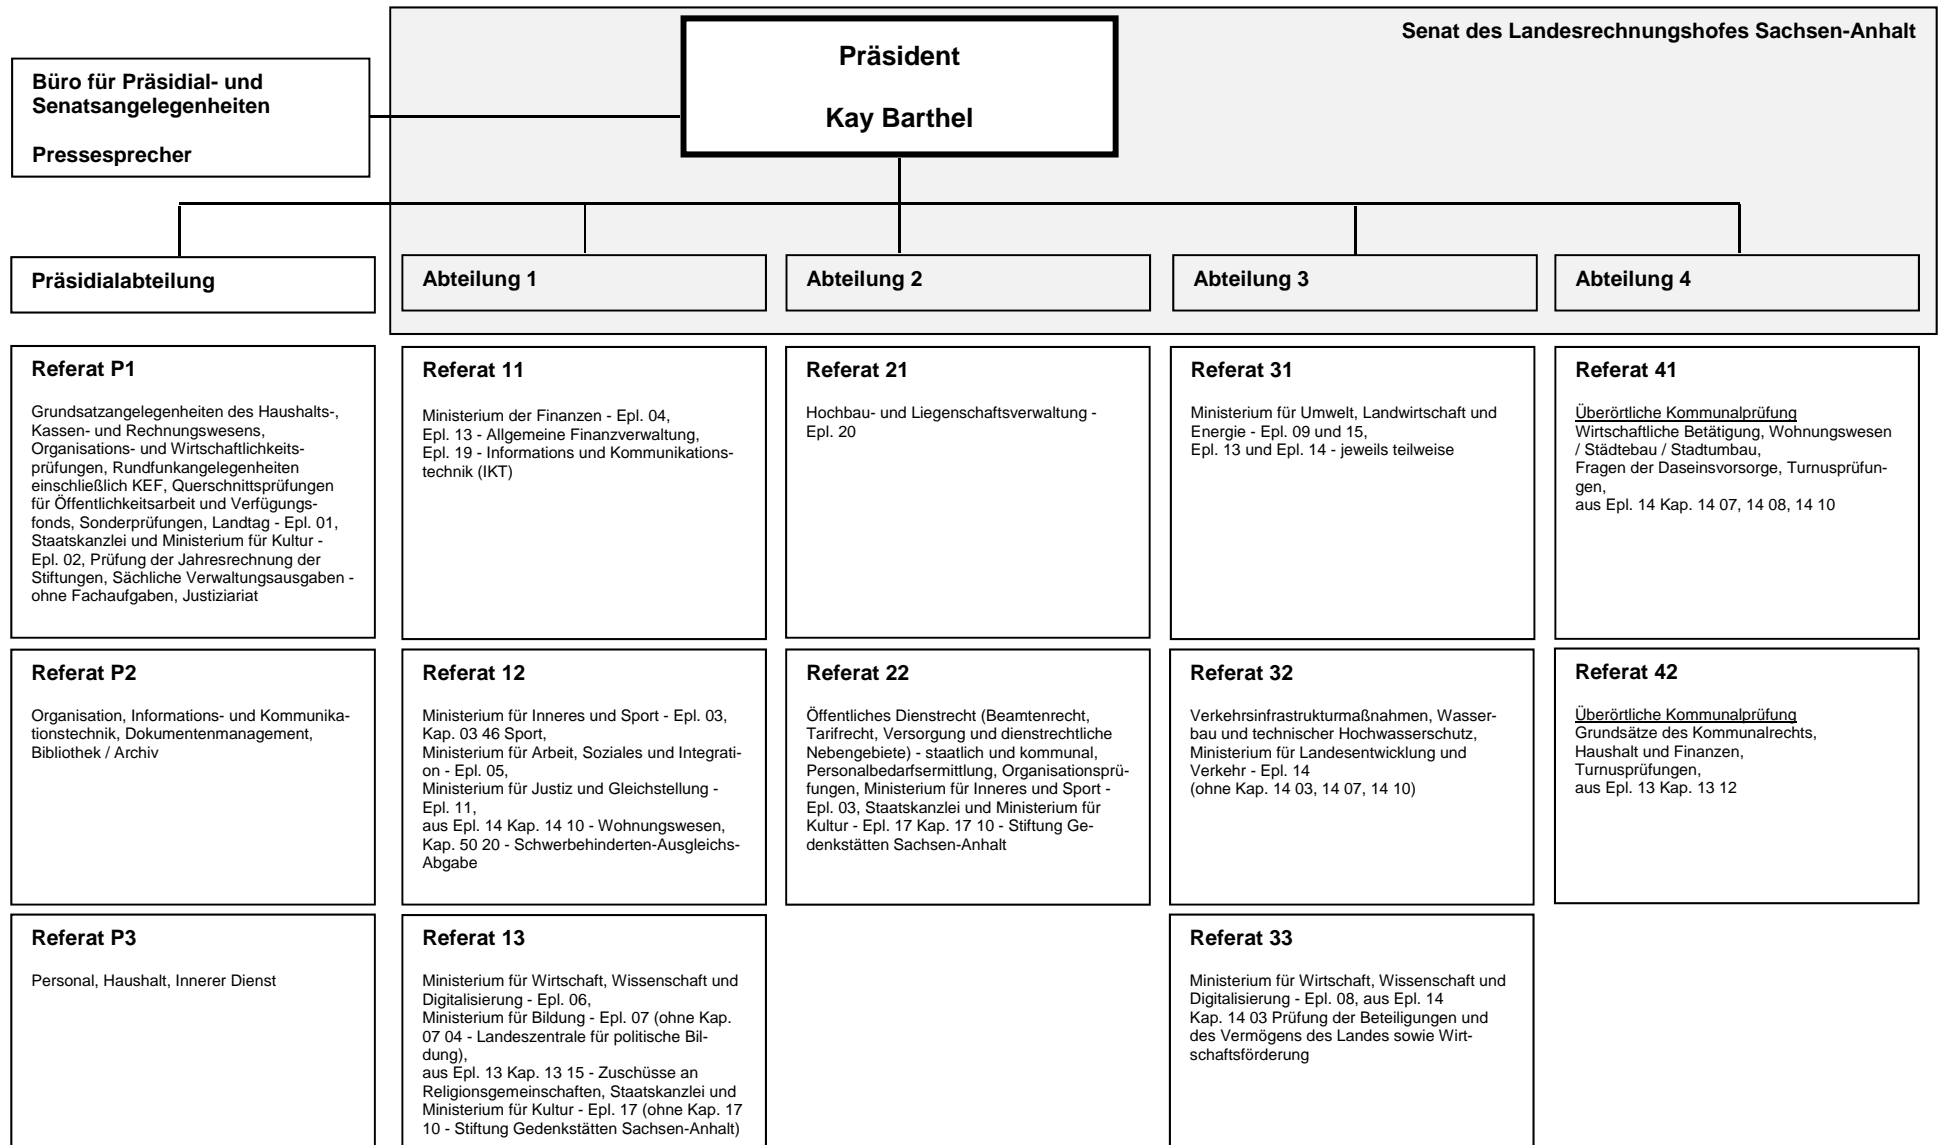 Senat des Landesrechnungshofes Sachsen-Anhalt
Präsident
Kay Barthel
Büro für Präsidial- und
Senatsangelegenheiten
Pressesprecher
Präsidialabteilung
Abteilung 1
Abteilung 2
Abteilung 3
Abteilung 4
Referat P1
Grundsatzangelegenheiten des Haushalts-,
Kassen- und Rechnungswesens,
Organisations- und Wirtschaftlichkeits-
prüfungen, Rundfunkangelegenheiten
einschließlich KEF, Querschnittsprüfungen
für Öffentlichkeitsarbeit und Verfügungs-
fonds, Sonderprüfungen, Landtag - Epl. 01,
Staatskanzlei und Ministerium für Kultur -
Epl. 02, Prüfung der Jahresrechnung der
Stiftungen, Sächliche Verwaltungsausgaben -
ohne Fachaufgaben, Justiziariat
Referat 11
Ministerium der Finanzen - Epl. 04,
Epl. 13 - Allgemeine Finanzverwaltung,
Epl. 19 - Informations und Kommunikations-
technik (IKT)
Referat 21
Hochbau- und Liegenschaftsverwaltung -
Epl. 20
Referat 31
Ministerium für Umwelt, Landwirtschaft und
Energie - Epl. 09 und 15,
Epl. 13 und Epl. 14 - jeweils teilweise
Referat 41
Überörtliche Kommunalprüfung
Wirtschaftliche Betätigung, Wohnungswesen
/ Städtebau / Stadtumbau,
Fragen der Daseinsvorsorge, Turnusprüfun-
gen,
aus Epl. 14 Kap. 14 07, 14 08, 14 10
Referat P2
Organisation, Informations- und Kommunika-
tionstechnik, Dokumentenmanagement,
Bibliothek / Archiv
Referat 12
Ministerium für Inneres und Sport - Epl. 03,
Kap. 03 46 Sport,
Ministerium für Arbeit, Soziales und Integrati-
on - Epl. 05,
Ministerium für Justiz und Gleichstellung -
Epl. 11,
aus Epl. 14 Kap. 14 10 - Wohnungswesen,
Kap. 50 20 - Schwerbehinderten-Ausgleichs-
Abgabe
Referat 22
Öffentliches Dienstrecht (Beamtenrecht,
Tarifrecht, Versorgung und dienstrechtliche
Nebengebiete) - staatlich und kommunal,
Personalbedarfsermittlung, Organisationsprü-
fungen, Ministerium für Inneres und Sport -
Epl. 03, Staatskanzlei und Ministerium für
Kultur - Epl. 17 Kap. 17 10 - Stiftung Ge-
denkstätten Sachsen-Anhalt
Referat 32
Verkehrsinfrastrukturmaßnahmen, Wasser-
bau und technischer Hochwasserschutz,
Ministerium für Landesentwicklung und
Verkehr - Epl. 14
(ohne Kap. 14 03, 14 07, 14 10)
Referat 42
Überörtliche Kommunalprüfung
Grundsätze des Kommunalrechts,
Haushalt und Finanzen,
Turnusprüfungen,
aus Epl. 13 Kap. 13 12
Referat P3
Personal, Haushalt, Innerer Dienst
Referat 13
Ministerium für Wirtschaft, Wissenschaft und
Digitalisierung - Epl. 06,
Ministerium für Bildung - Epl. 07 (ohne Kap.
07 04 - Landeszentrale für politische Bil-
dung),
aus Epl. 13 Kap. 13 15 - Zuschüsse an
Religionsgemeinschaften, Staatskanzlei und
Ministerium für Kultur - Epl. 17 (ohne Kap. 17
10 - Stiftung Gedenkstätten Sachsen-Anhalt)
Referat 33
Ministerium für Wirtschaft, Wissenschaft und
Digitalisierung - Epl. 08, aus Epl. 14
Kap. 14 03 Prüfung der Beteiligungen und
des Vermögens des Landes sowie Wirt-
schaftsförderung